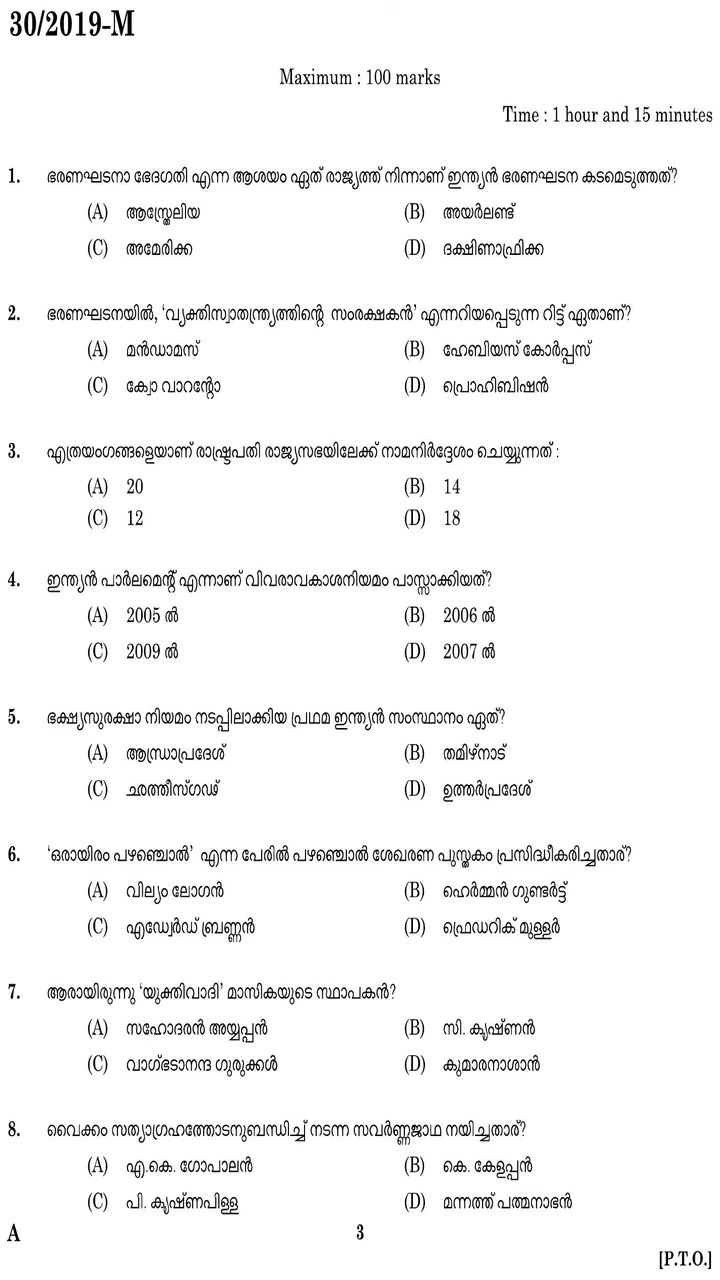 30/2019-M
Maximum : 100 marks
Time : 1 hour and 15 minutes
1. ഭരണഘടനാ ഭേദഗതി എന്ന ആശയം ഏത് രാജ്യത്ത് നിന്നാണ് ഇന്ത്യൻ ഭരണഘടന കടമെടുത്തത്?
(A) ആസ്ത്രേലിയ (B) അയർലണ്ട്
(C) അമേരിക്ക (D) ദക്ഷിണാഫ്രിക്ക
2. ഭരണഘടനയിൽ, ‘വ്യക്തിസ്വാതന്ത്ര്യത്തിന്റെ സംരക്ഷകൻ’ എന്നറിയപ്പെടുന്ന റിട്ട് ഏതാണ്?
(A) മൻഡാമസ് (B) ഹേബിയസ് കോർപ്പസ്
(C) ക്വോ വാറന്റോ (D) പ്രൊഹിബിഷൻ
3. എത്രയംഗങ്ങളെയാണ് രാഷ്ട്രപതി രാജ്യസഭയിലേക്ക് നാമനിർദ്ദേശം ചെയ്യുന്നത് :
(A) 20 (B) 14
(C) 12 (D) 18
4. ഇന്ത്യൻ പാർലമെന്റ് എന്നാണ് വിവരാവകാശനിയമം പാസ്സാക്കിയത്?
(A) 2005 ൽ (B) 2006 ൽ
(C) 2009 ൽ (D) 2007 ൽ
5. ഭക്ഷ്യസുരക്ഷാ നിയമം നടപ്പിലാക്കിയ പ്രഥമ ഇന്ത്യൻ സംസ്ഥാനം ഏത്?
(A) ആന്ധ്രാപ്രദേശ് (B) തമിഴ്നാട്
(C) ഛത്തീസ്ഗഢ് (D) ഉത്തർപ്രദേശ്
6. ‘ഒരായിരം പഴഞ്ചൊൽ’ എന്ന പേരിൽ പഴഞ്ചൊൽ ശേഖരണ പുസ്തകം പ്രസിദ്ധീകരിച്ചതാര്?
(A) വില്യം ലോഗൻ (B) ഹെർമ്മൻ ഗുണ്ടർട്ട്
(C) എഡ്വേർഡ് ബ്രണ്ണൻ (D) ഫ്രെഡറിക് മുള്ളർ
7. ആരായിരുന്നു ‘യുക്തിവാദി’ മാസികയുടെ സ്ഥാപകൻ?
(A) സഹോദരൻ അയ്യപ്പൻ (B) സി. കൃഷ്ണൻ
(C) വാഗ്ഭടാനന്ദ ഗുരുക്കൾ (D) കുമാരനാശാൻ
8. വൈക്കം സത്യാഗ്രഹത്തോടനുബന്ധിച്ച് നടന്ന സവർണ്ണജാഥ നയിച്ചതാര്?
(A) എ.കെ. ഗോപാലൻ (B) കെ. കേളപ്പൻ
(C) പി. കൃഷ്ണപിള്ള (D) മന്നത്ത് പത്മനാഭൻ
A 3
[P.T.O.]